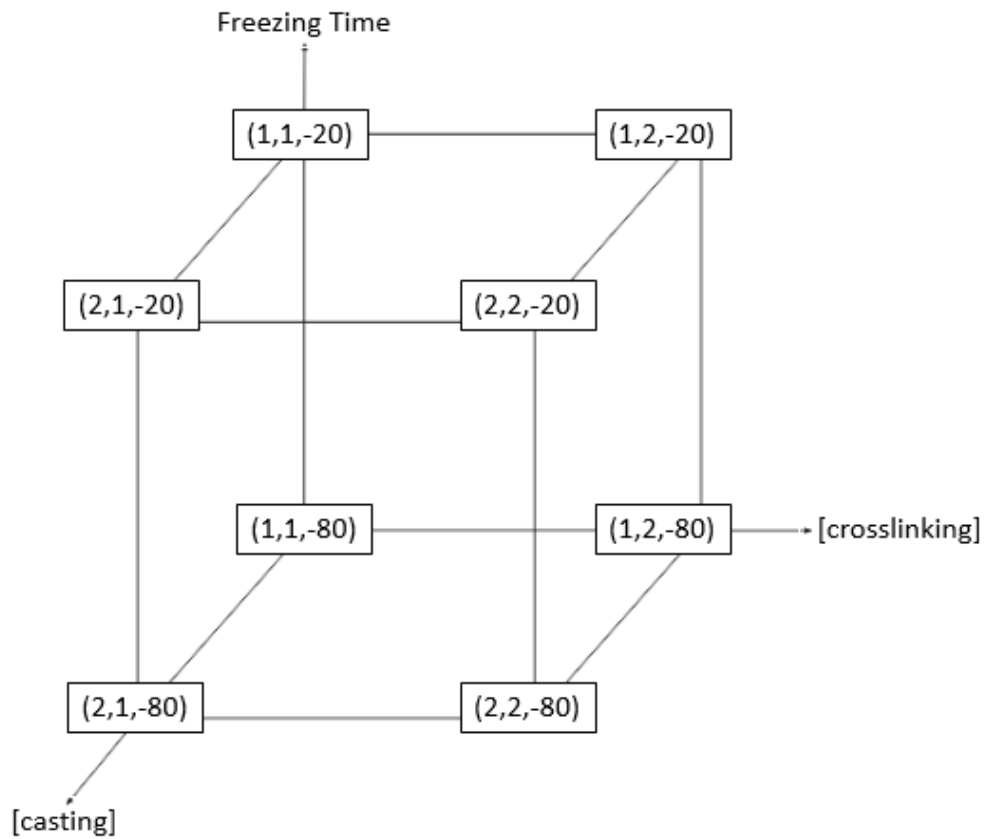 Freezing Time
(1,1,-20)
(1,2,-20)
(2,1,-20)
(2,2,-20)
(1,1,-80)
(1,2,-80)
[crosslinking]
(2,1,-80)
(2,2,-80)
[casting]